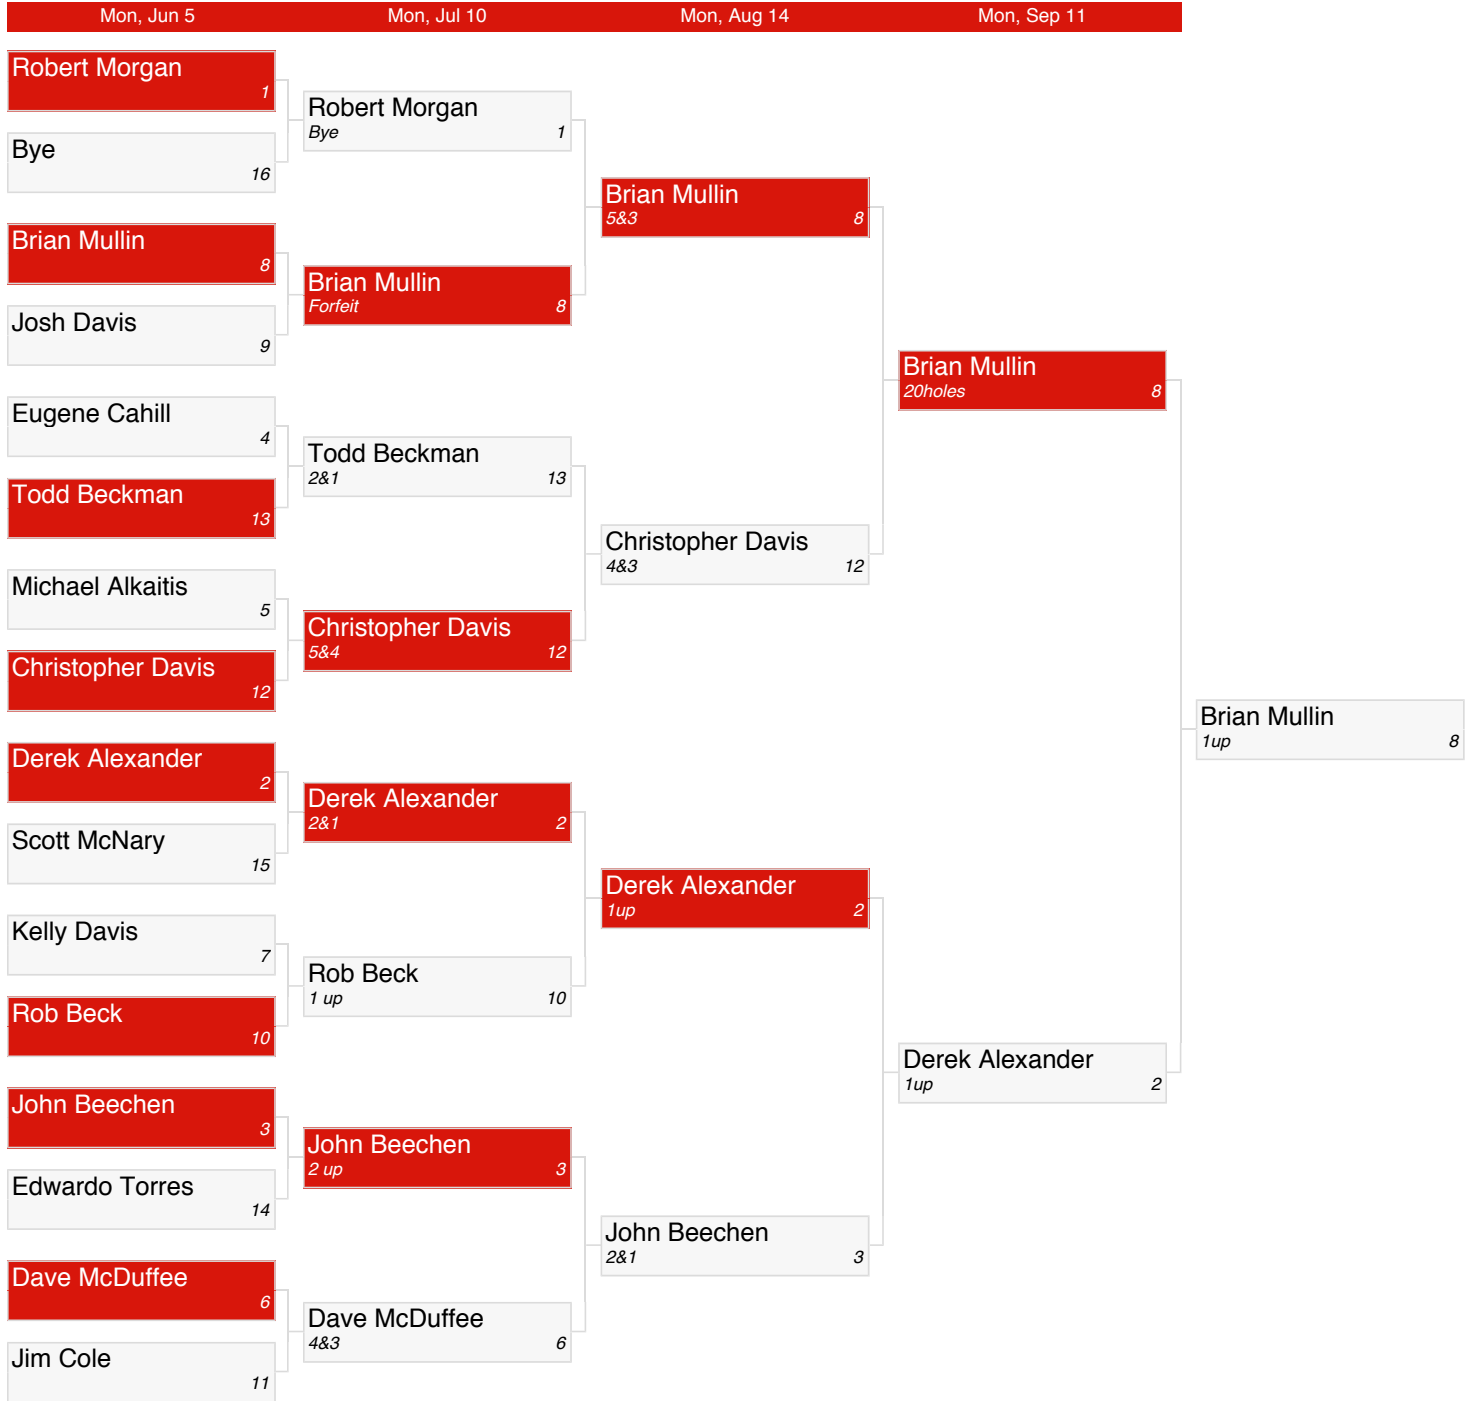 Mon, Jun 5 Mon, Jul 10 Mon, Aug 14 Mon, Sep 11
Robert Morgan
1
Bye
16
Brian Mullin
8
Josh Davis
9
Eugene Cahill
4
Todd Beckman
13
Michael Alkaitis
5
Christopher Davis
12
Derek Alexander
2
Scott McNary
15
Kelly Davis
7
Rob Beck
10
John Beechen
3
Edwardo Torres
14
Dave McDuffee
6
Jim Cole
11
Robert Morgan
Bye 1
Brian Mullin
Forfeit 8
Todd Beckman
2&1 13
Christopher Davis
5&4 12
Derek Alexander
2&1 2
Rob Beck
1 up 10
John Beechen
2 up 3
Dave McDuffee
4&3 6
Brian Mullin
5&3 8
Christopher Davis
4&3 12
Derek Alexander
1up 2
John Beechen
2&1 3
Brian Mullin
20holes 8
Derek Alexander
1up 2
Brian Mullin
1up 8